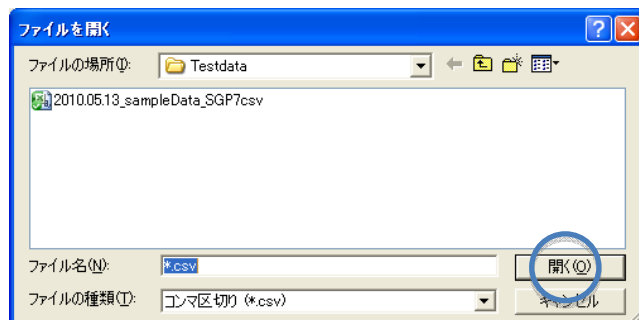 ファイルを開く
ファイルの場所(I):
Testdata
2010.05.13_sampleData_SGP7csv
ファイル名(N):
*.csv
開く(O)
ファイルの種類(T):
コンマ区切り (*.csv)
キャンセル